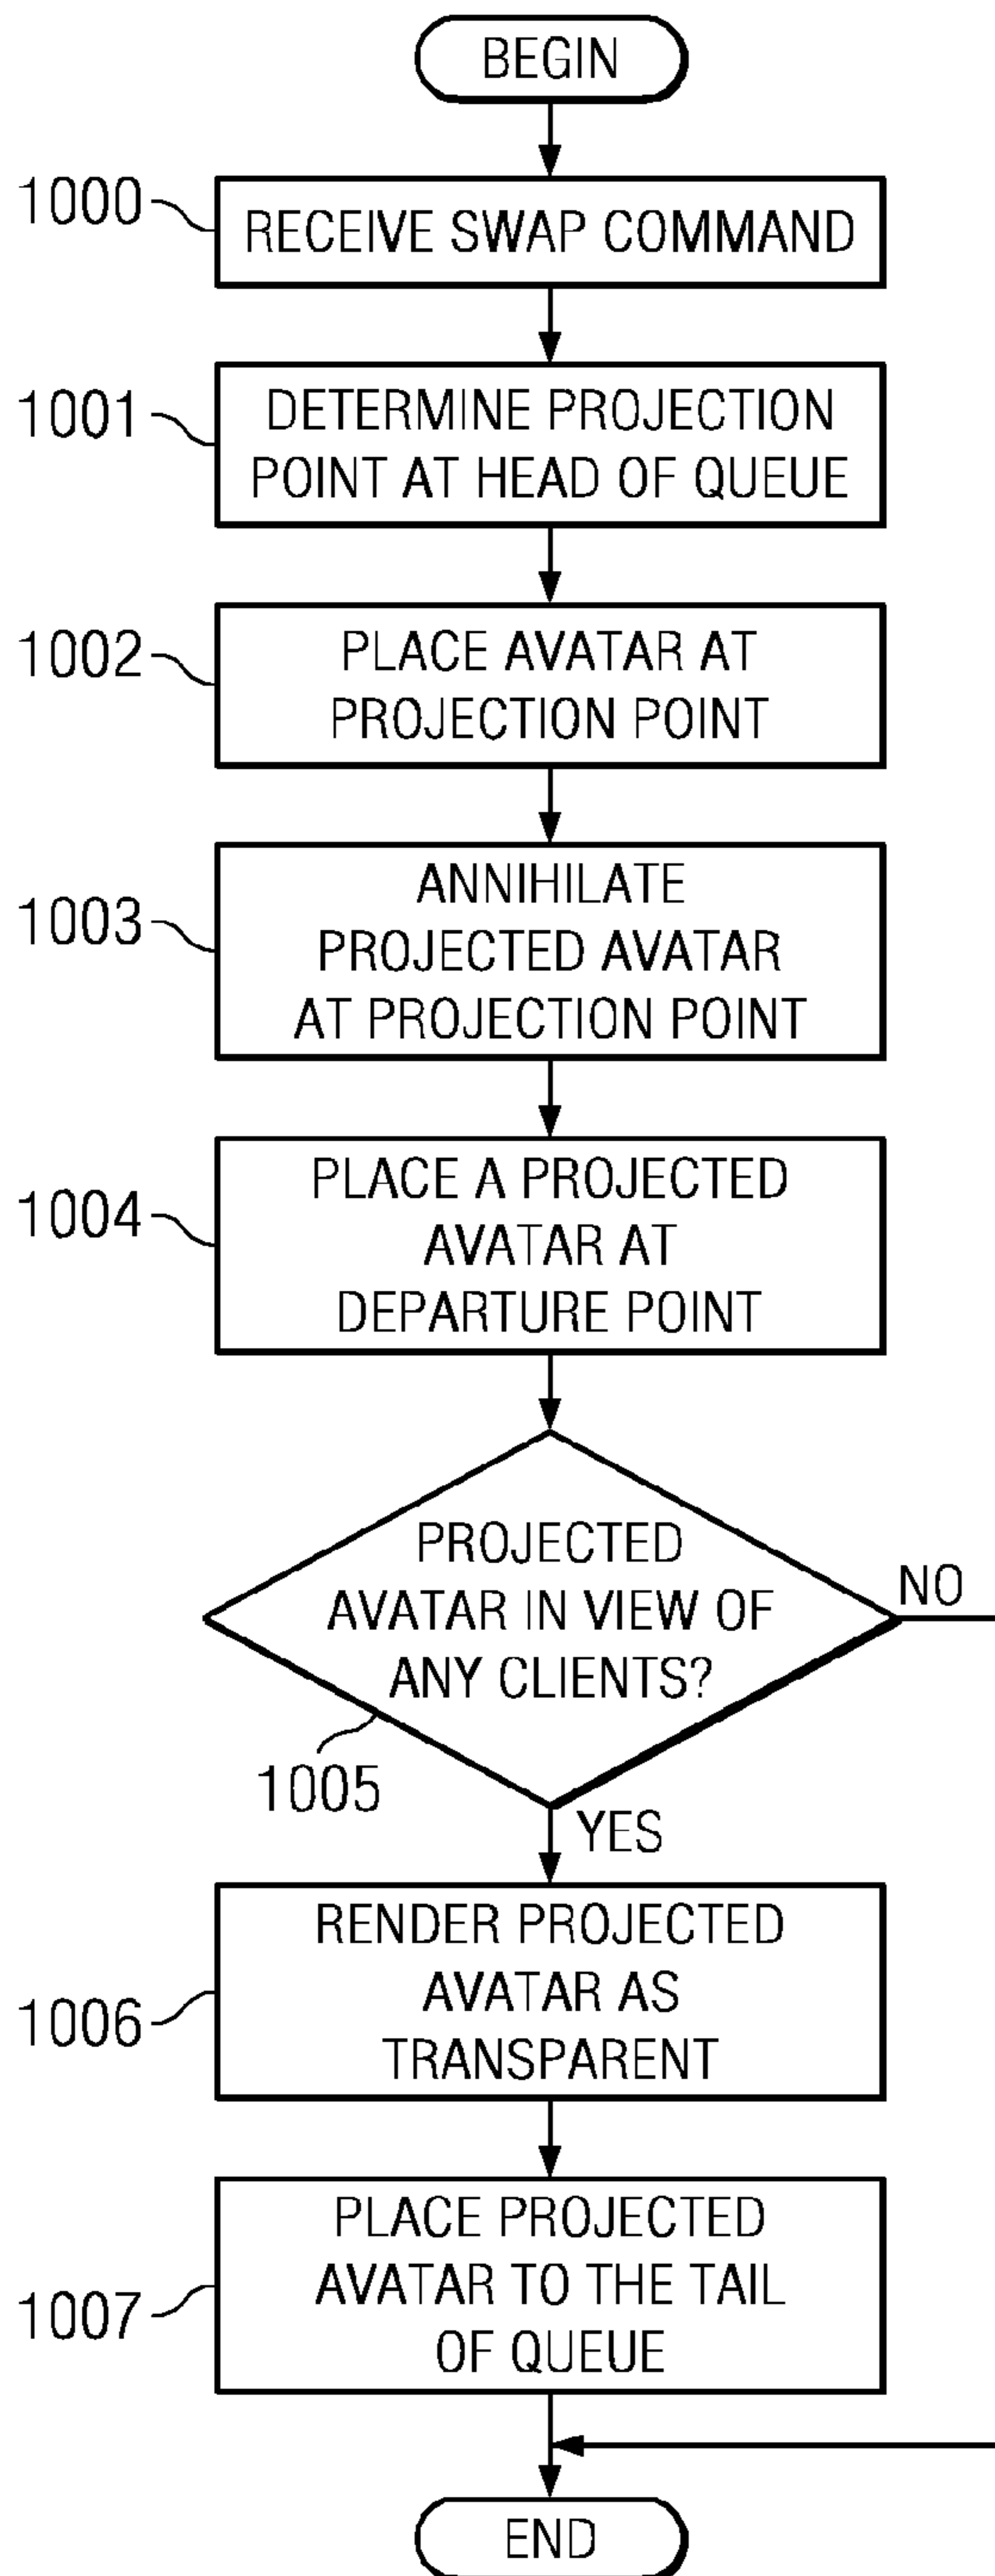 BEGIN
1000
RECEIVE SWAP COMMAND
1001
DETERMINE PROJECTION
POINT AT HEAD OF QUEUE
1002
PLACE AVATAR AT
PROJECTION POINT
1003
ANNIHILATE
PROJECTED AVATAR
AT PROJECTION POINT
1004
PLACE A PROJECTED
AVATAR AT
DEPARTURE POINT
PROJECTED
AVATAR IN VIEW OF
ANY CLIENTS?
NO
1005
YES
1006
RENDER PROJECTED
AVATAR AS
TRANSPARENT
1007
PLACE PROJECTED
AVATAR TO THE TAIL
OF QUEUE
END